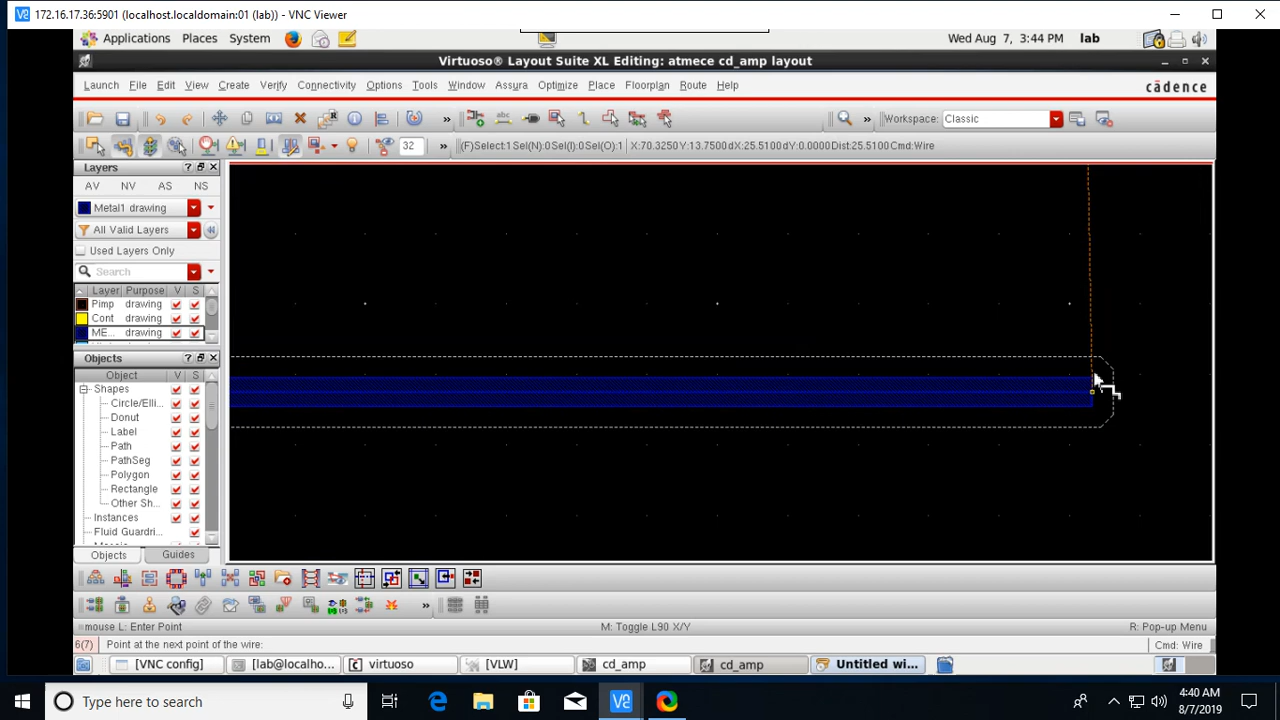 172.16.17.36:5901 (localhost.localdomain:01 (lab)) - VNC Viewer
Applications Places System Wed Aug 7, 3:44 PM lab
Virtuoso® Layout Suite XL Editing: atmece cd_amp layout
Launch File Edit View Create Verify Connectivity Options Tools Window Assura Optimize Place Floorplan Route Help cādence
» » Workspace: Classic
32 » (F)Select:1 Sel(N):0 Sel(I):0 Sel(O):1 X:70.3250 Y:13.7500 dX:25.5100 dY:0.0000 Dist:25.5100 Cmd:Wire
Layers
AV NV AS NS
Metal1 drawing
All Valid Layers
Used Layers Only
Search
Layer Purpose V S
Pimp drawing
Cont drawing
ME... drawing
Objects
Object V S
Shapes
Circle/Elli...
Donut
Label
Path
PathSeg
Polygon
Rectangle
Other Sh...
Instances
Fluid Guardri...
Objects Guides
»
mouse L: Enter Point M: Toggle L90 X/Y R: Pop-up Menu
6(7) Point at the next point of the wire: Cmd: Wire
[VNC config] [lab@localho... virtuoso [VLW] cd_amp cd_amp Untitled wi...
Type here to search
4:40 AM
8/7/2019